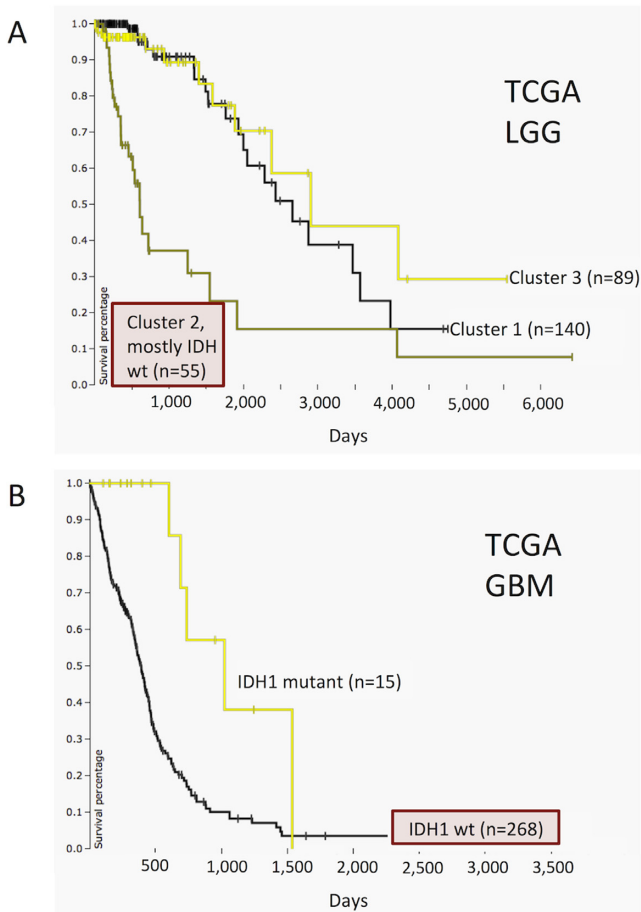 A
TCGA
LGG
1.0
0.9
0.8
0.7
0.6
0.5
0.4
0.3
0.2
0.1
0.0
Survival percentage
Cluster 3 (n=89)
Cluster 1 (n=140)
Cluster 2,
mostly IDH
wt (n=55)
1,000
2,000
3,000
4,000
5,000
6,000
Days
B
TCGA
GBM
1.0
0.9
0.8
0.7
0.6
0.5
0.4
0.3
0.2
0.1
0.0
Survival percentage
IDH1 mutant (n=15)
IDH1 wt (n=268)
500
1,000
1,500
2,000
2,500
3,000
3,500
Days